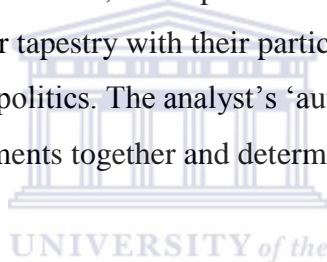 r tapestry with their partic
politics. The analyst's ‘au
ments together and determ
UNIVERSITY of the